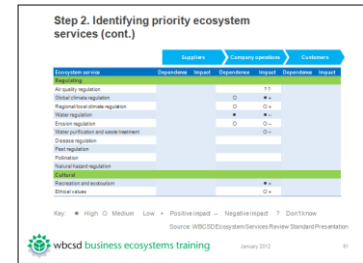 Step 2. Identifying priority ecosystem
services (cont.)
Suppliers Company operations Customers
Ecosystem service Dependence Impact Dependence Impact Dependence Impact
Regulating
Air quality regulation ??
Global climate regulation ○ ● +
Regional/local climate regulation ○ ○ +
Water regulation ● ● –
Erosion regulation ○ ○ –
Water purification and waste treatment ○ –
Disease regulation
Pest regulation
Pollination
Natural hazard regulation
Cultural
Recreation and ecotourism ● +
Ethical values ○ +
Key: ● High ○ Medium Low + Positive impact – Negative impact ? Don't know
Source: WBCSD Ecosystem Services Review Standard Presentation
wbcsd business ecosystems training January 2012